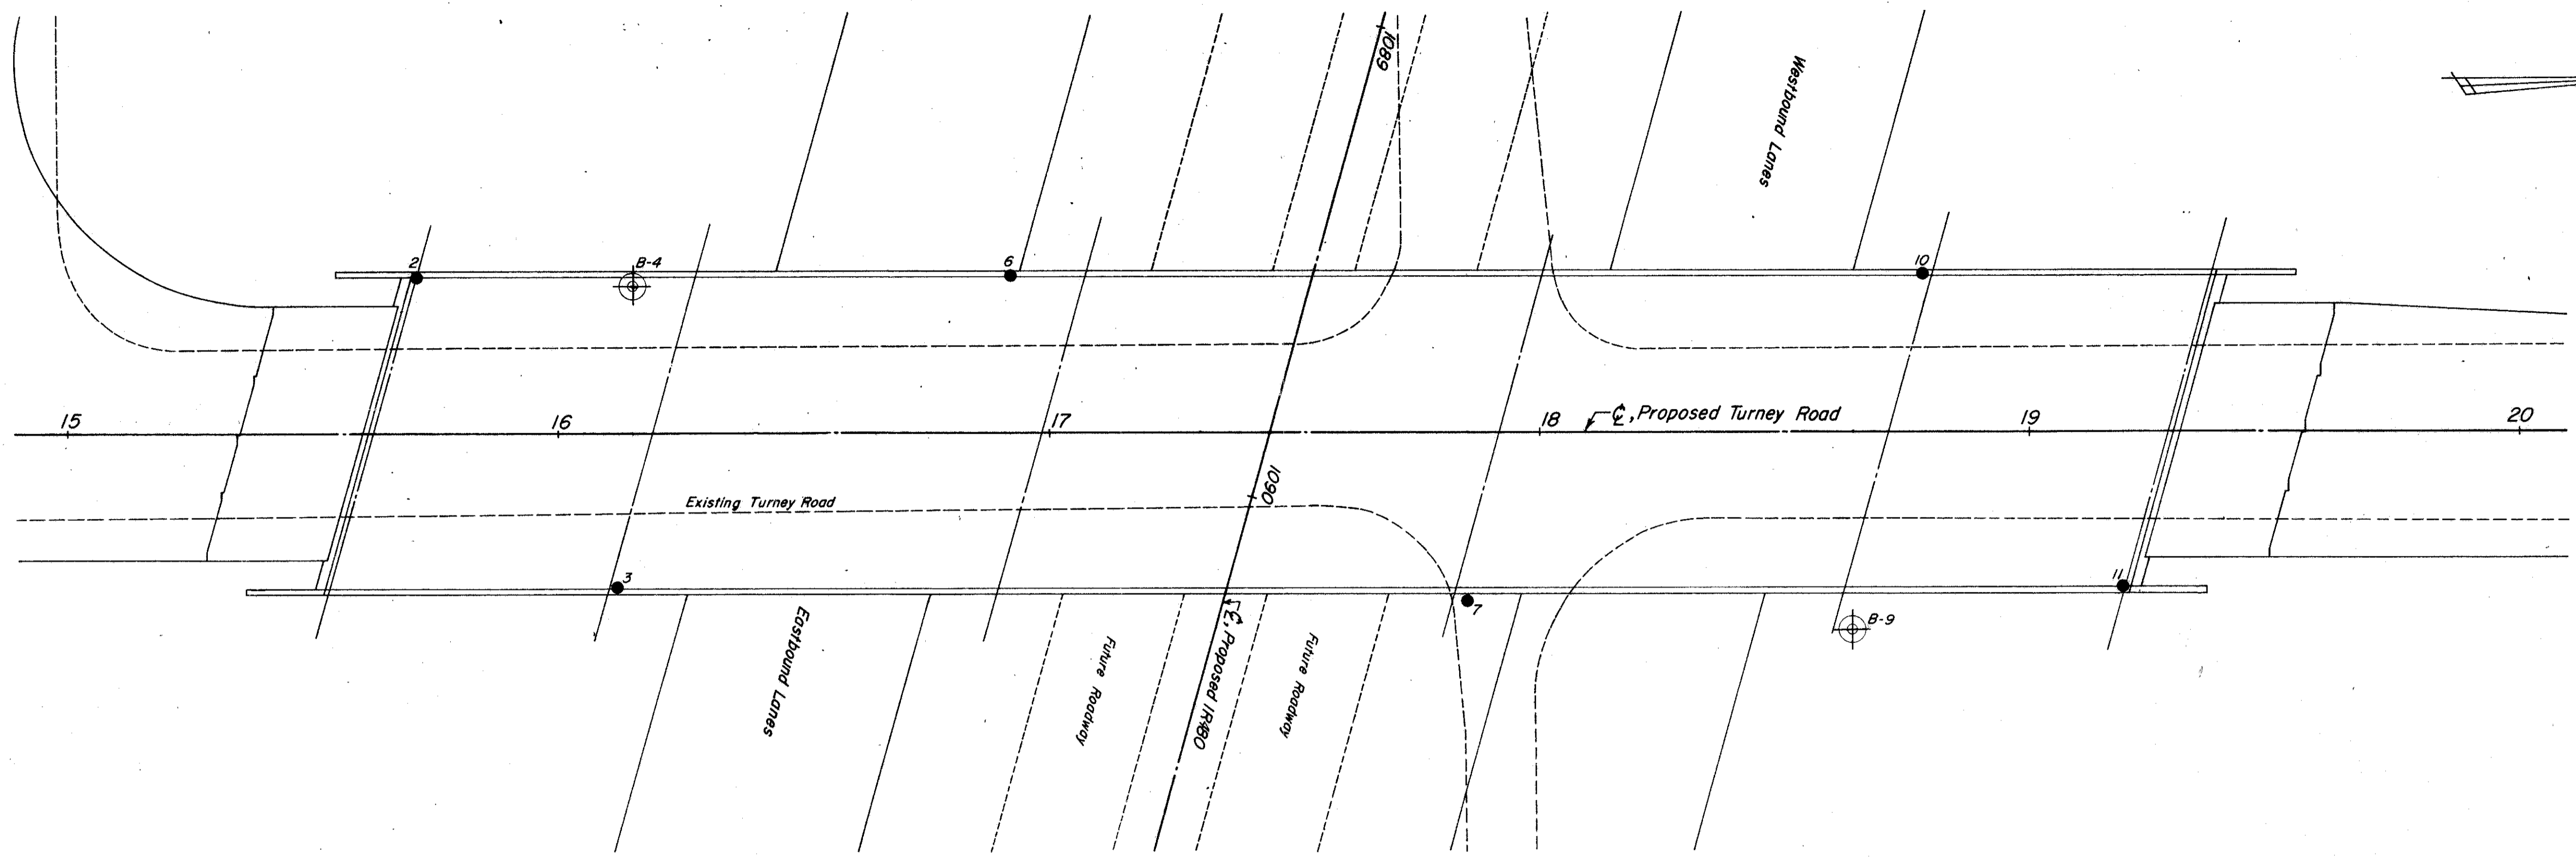 1089
Westbound Lanes
2
B-4
6
10
15
16
17
18
℄, Proposed Turney Road
19
20
Existing Turney Road
1090
3
7
11
B-9
Eastbound Lanes
Future Roadway
℄, Proposed IR480
Future Roadway